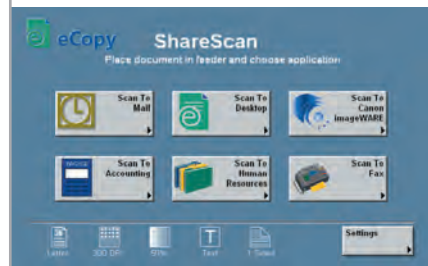 eCopy
ShareScan
Place document in feeder and choose application
Scan To
Mail
Scan To
Desktop
Scan To
Canon
imageWARE
Scan To
Accounting
Scan To
Human
Resources
Scan To
Fax
Letter
300 DPI
Text
Settings